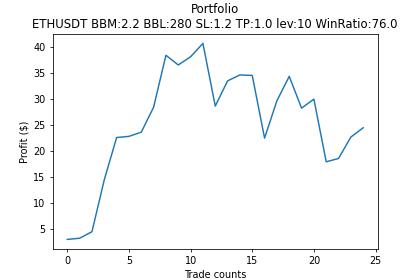 Portfolio
ETHUSDT BBM:2.2 BBL:280 SL:1.2 TP:1.0 lev:10 WinRatio:76.0
40
35
30
25
20
15
10
5
Profit ($)
0 5 10 15 20 25
Trade counts